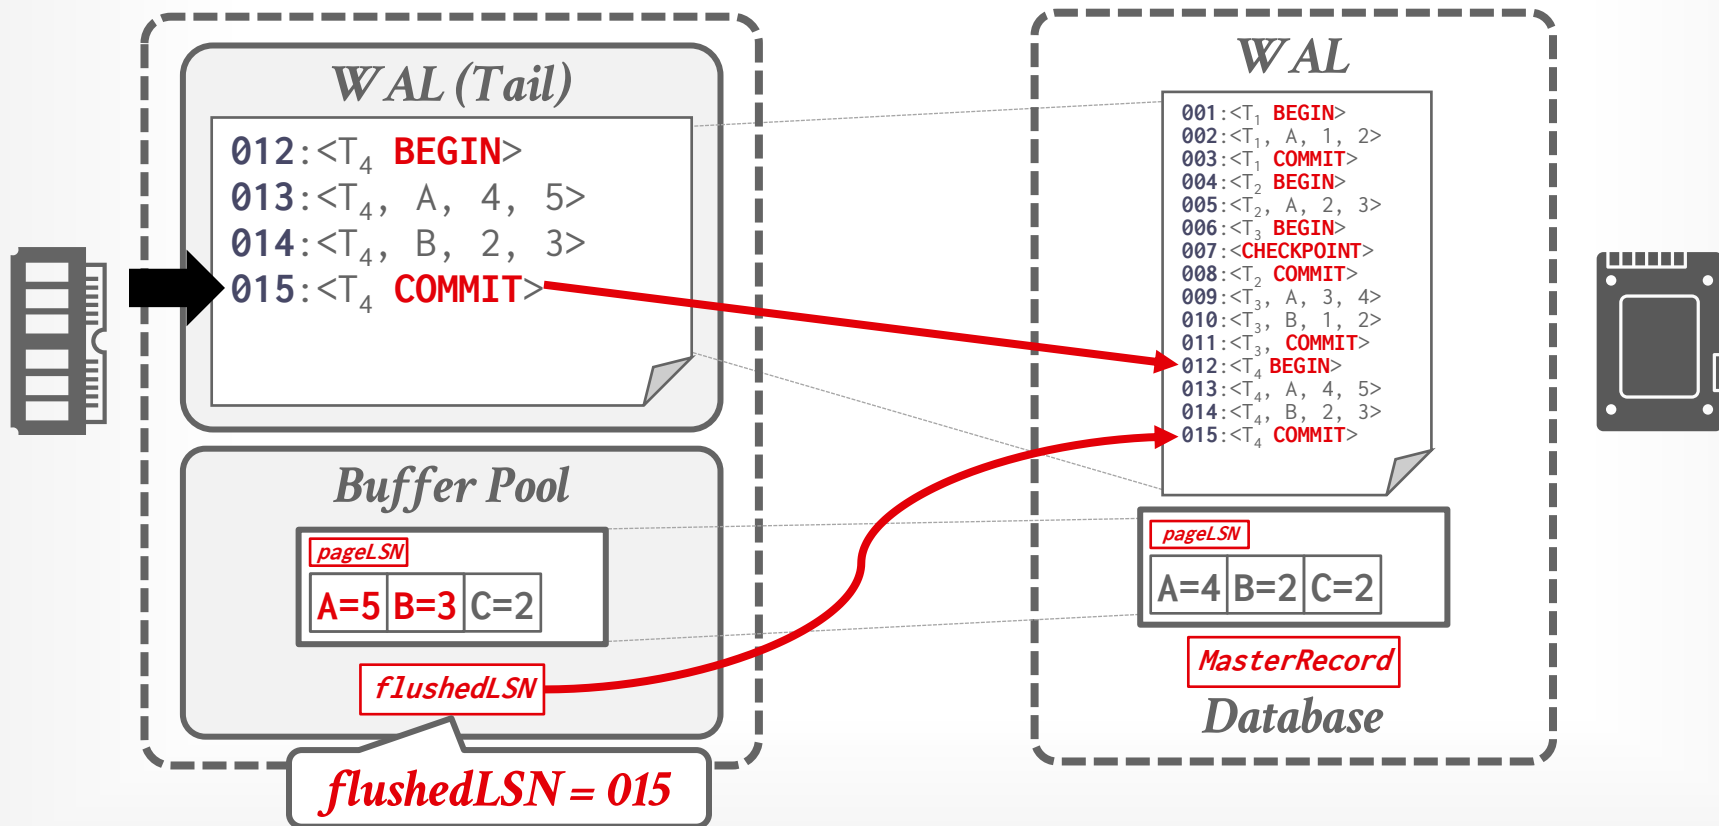 WAL (Tail)
012:<T4 BEGIN>
013:<T4, A, 4, 5>
014:<T4, B, 2, 3>
015:<T4 COMMIT>
Buffer Pool
pageLSN
A=5 B=3 C=2
flushedLSN
flushedLSN = 015
WAL
001:<T1 BEGIN>
002:<T1, A, 1, 2>
003:<T1 COMMIT>
004:<T2 BEGIN>
005:<T2, A, 2, 3>
006:<T3 BEGIN>
007:<CHECKPOINT>
008:<T2 COMMIT>
009:<T3, A, 3, 4>
010:<T3, B, 1, 2>
011:<T3, COMMIT>
012:<T4 BEGIN>
013:<T4, A, 4, 5>
014:<T4, B, 2, 3>
015:<T4 COMMIT>
pageLSN
A=4 B=2 C=2
MasterRecord
Database